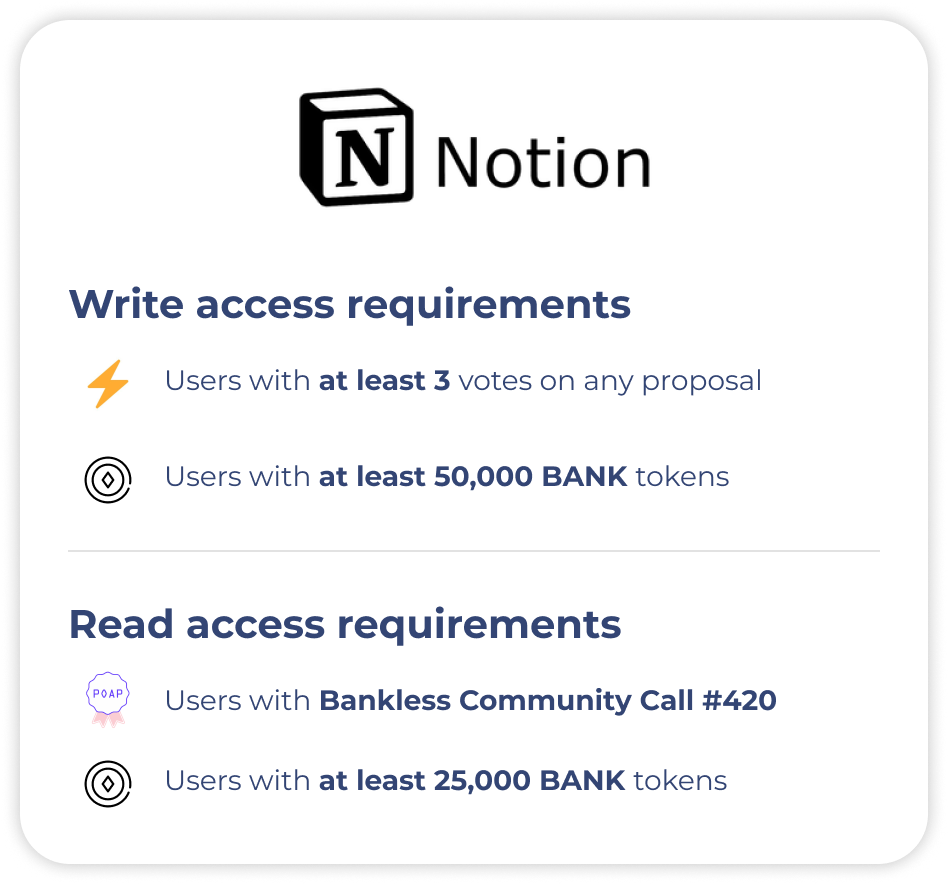 N Notion
Write access requirements
Users with at least 3 votes on any proposal
Users with at least 50,000 BANK tokens
Read access requirements
POAP
Users with Bankless Community Call #420
Users with at least 25,000 BANK tokens